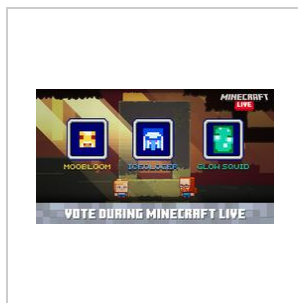 MINECRAFT
LIVE
MOOBLOOM
ICEOLOGER
GLOW SQUID
VOTE DURING MINECRAFT LIVE